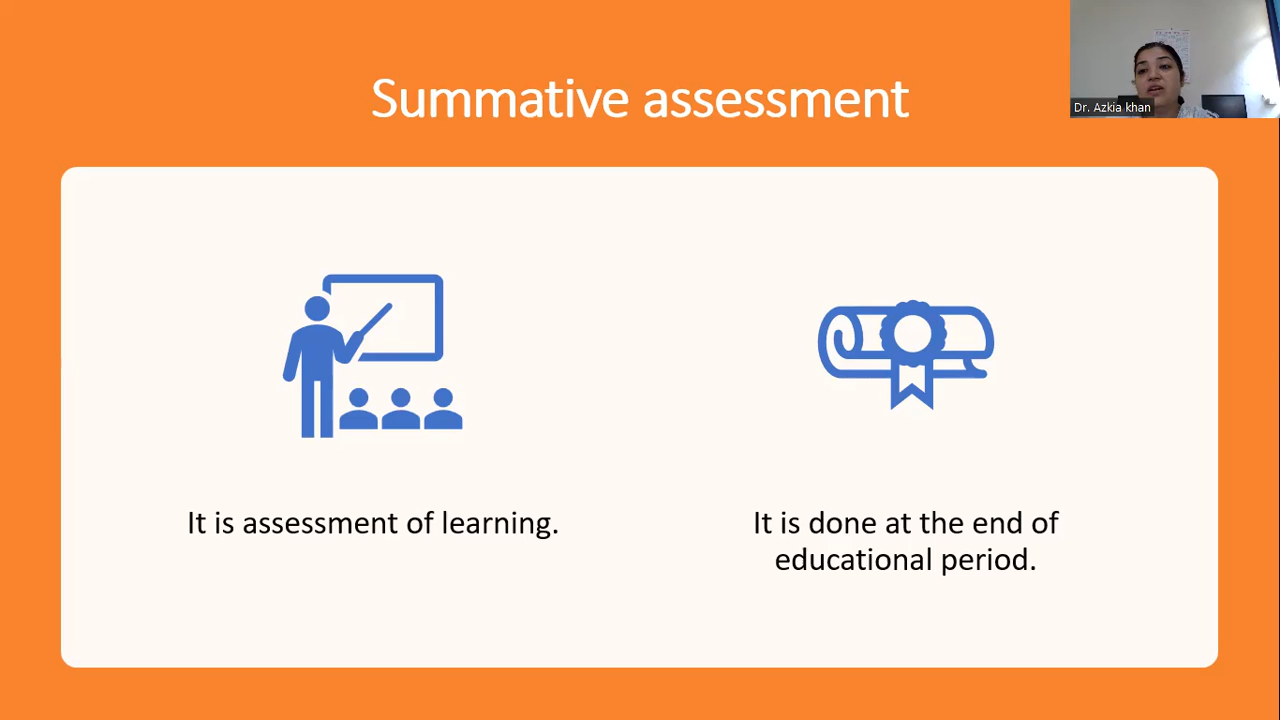 Summative assessment
Dr. Azkia khan
It is assessment of learning.
It is done at the end of
educational period.